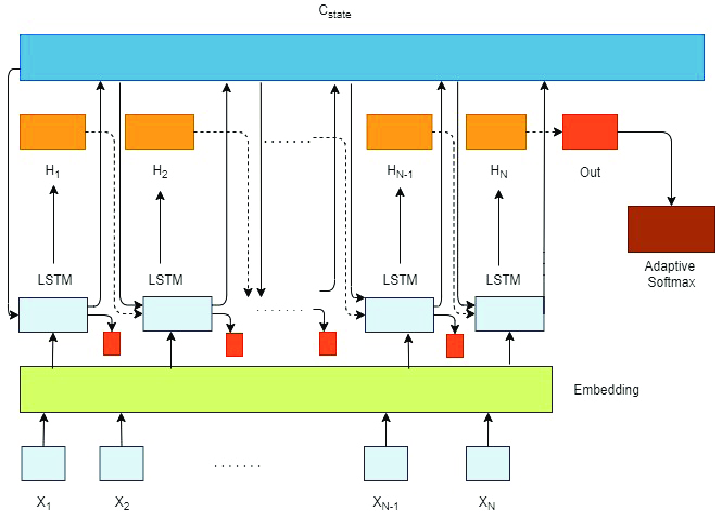 C_state
H_1 H_2 H_N-1 H_N Out
LSTM LSTM LSTM LSTM
Adaptive
Softmax
Embedding
X_1 X_2 ....... X_N-1 X_N